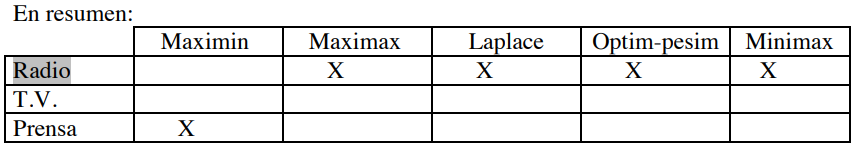 En resumen:
Maximin Maximax Laplace Optim-pesim Minimax
Radio X X X X
T.V.
Prensa X